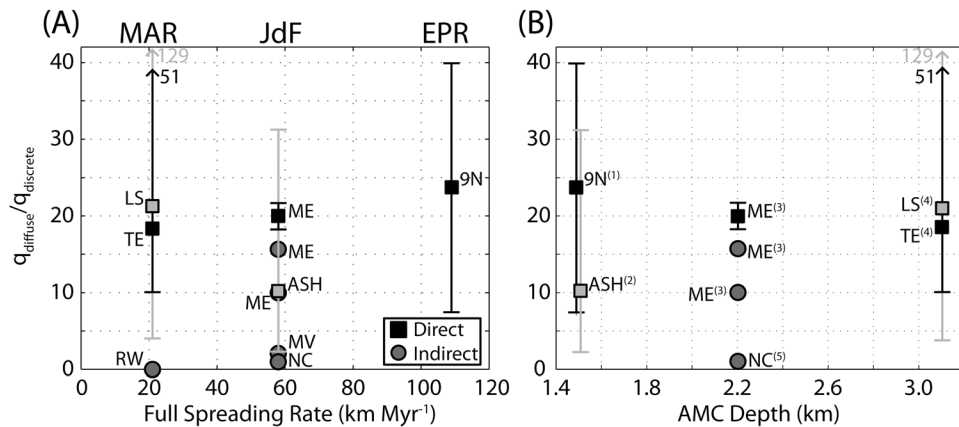 (A) MAR JdF EPR (B)
129
51
129
51
40
30
20
10
0
q diffuse/q discrete
LS
TE
RW
ME
ME
ASH
ME
MV
NC
9N
Direct
Indirect
0 20 40 60 80 100 120
Full Spreading Rate (km Myr⁻¹)
40
30
20
10
0
9N(1)
ASH(2)
ME(3)
ME(3)
ME(3)
NC(5)
LS(4)
TE(4)
1.4 1.8 2.2 2.6 3.0
AMC Depth (km)